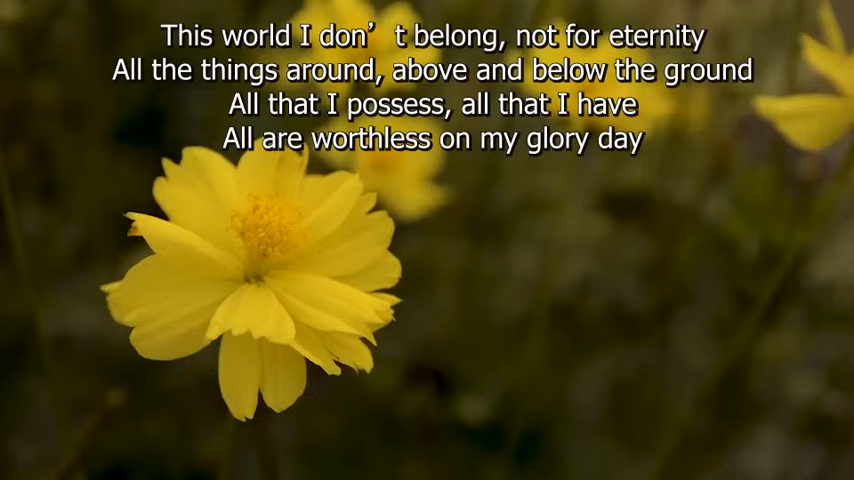 This world I don’t belong, not for eternity
All the things around, above and below the ground
All that I possess, all that I have
All are worthless on my glory day